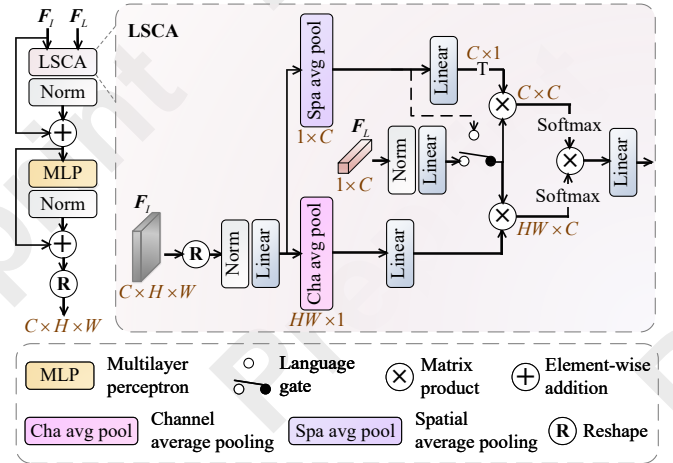 F_I F_L
LSCA
Norm
MLP
Norm
R
C × H × W
LSCA
Spa avg pool
1 × C
Linear
C × 1
T
C × C
Softmax
F_L
1 × C
Norm
Linear
Linear
Softmax
HW × C
F_I
C × H × W
R
Norm
Linear
Cha avg pool
HW × 1
Linear
MLP
Multilayer
perceptron
Language
gate
Matrix
product
Element-wise
addition
Cha avg pool
Channel
average pooling
Spa avg pool
Spatial
average pooling
R
Reshape